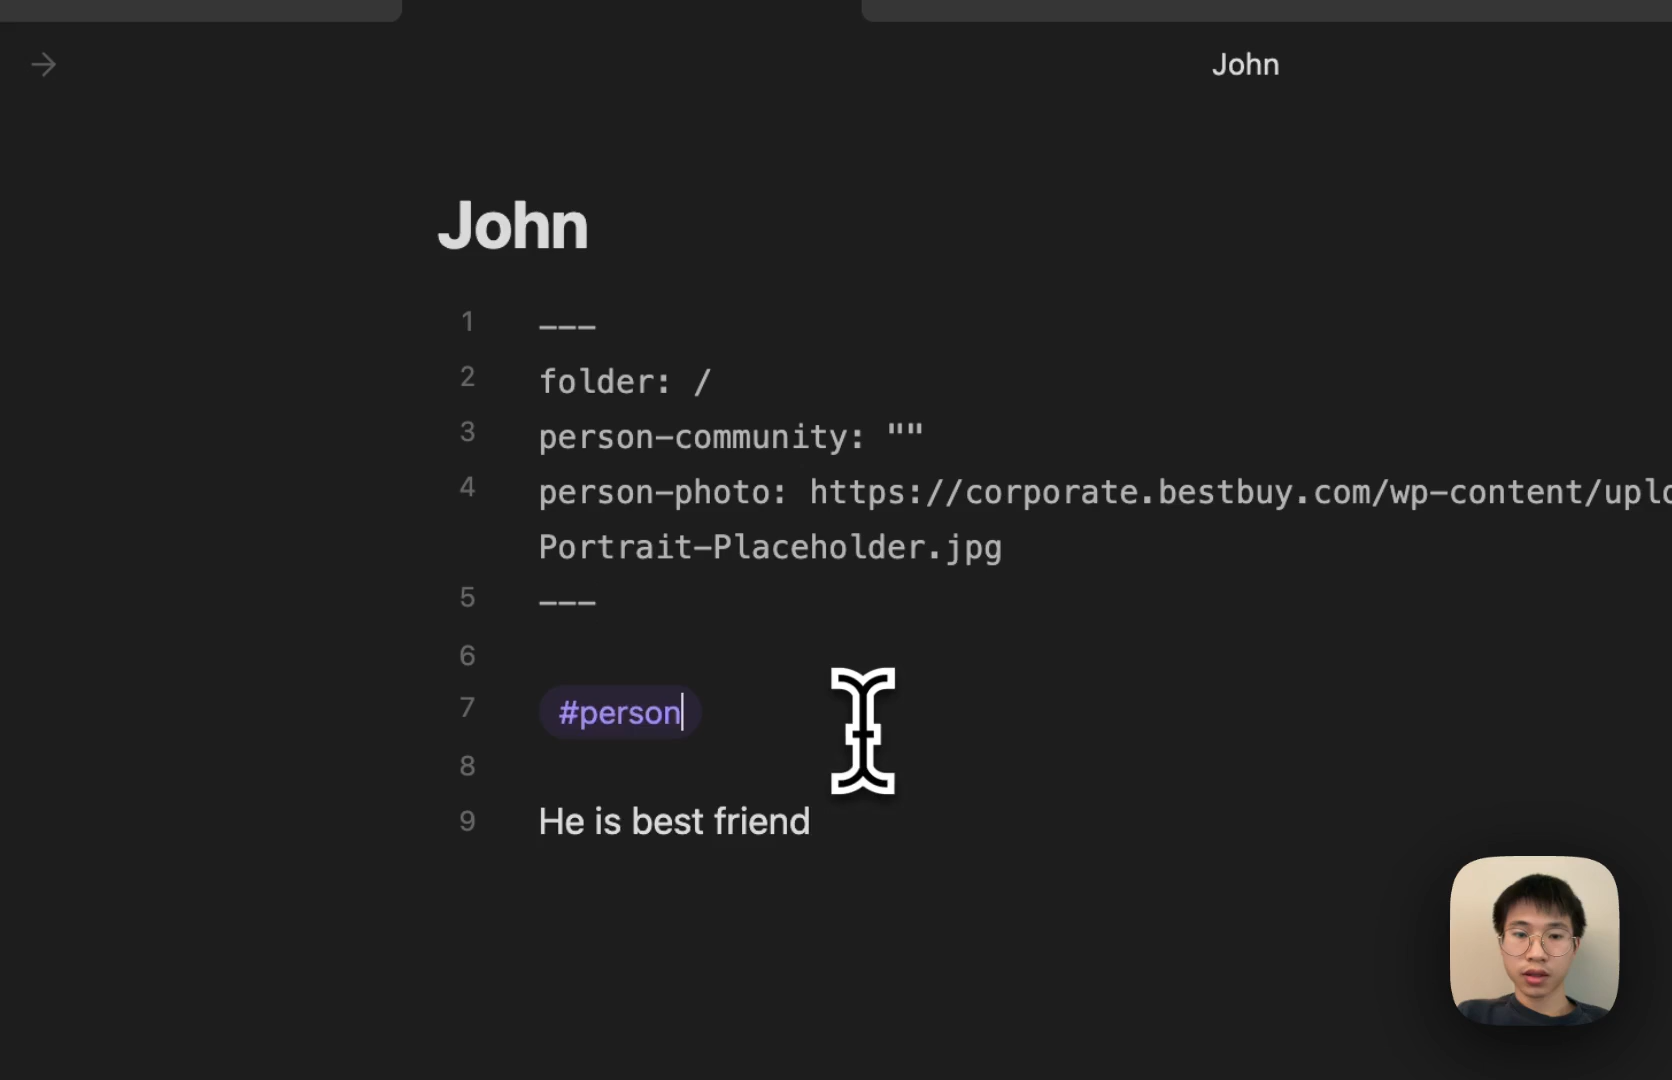 John
John
1 ---
2 folder: /
3 person-community: ""
4 person-photo: https://corporate.bestbuy.com/wp-content/uplo
Portrait-Placeholder.jpg
5 ---
6
7 #person
8
9 He is best friend